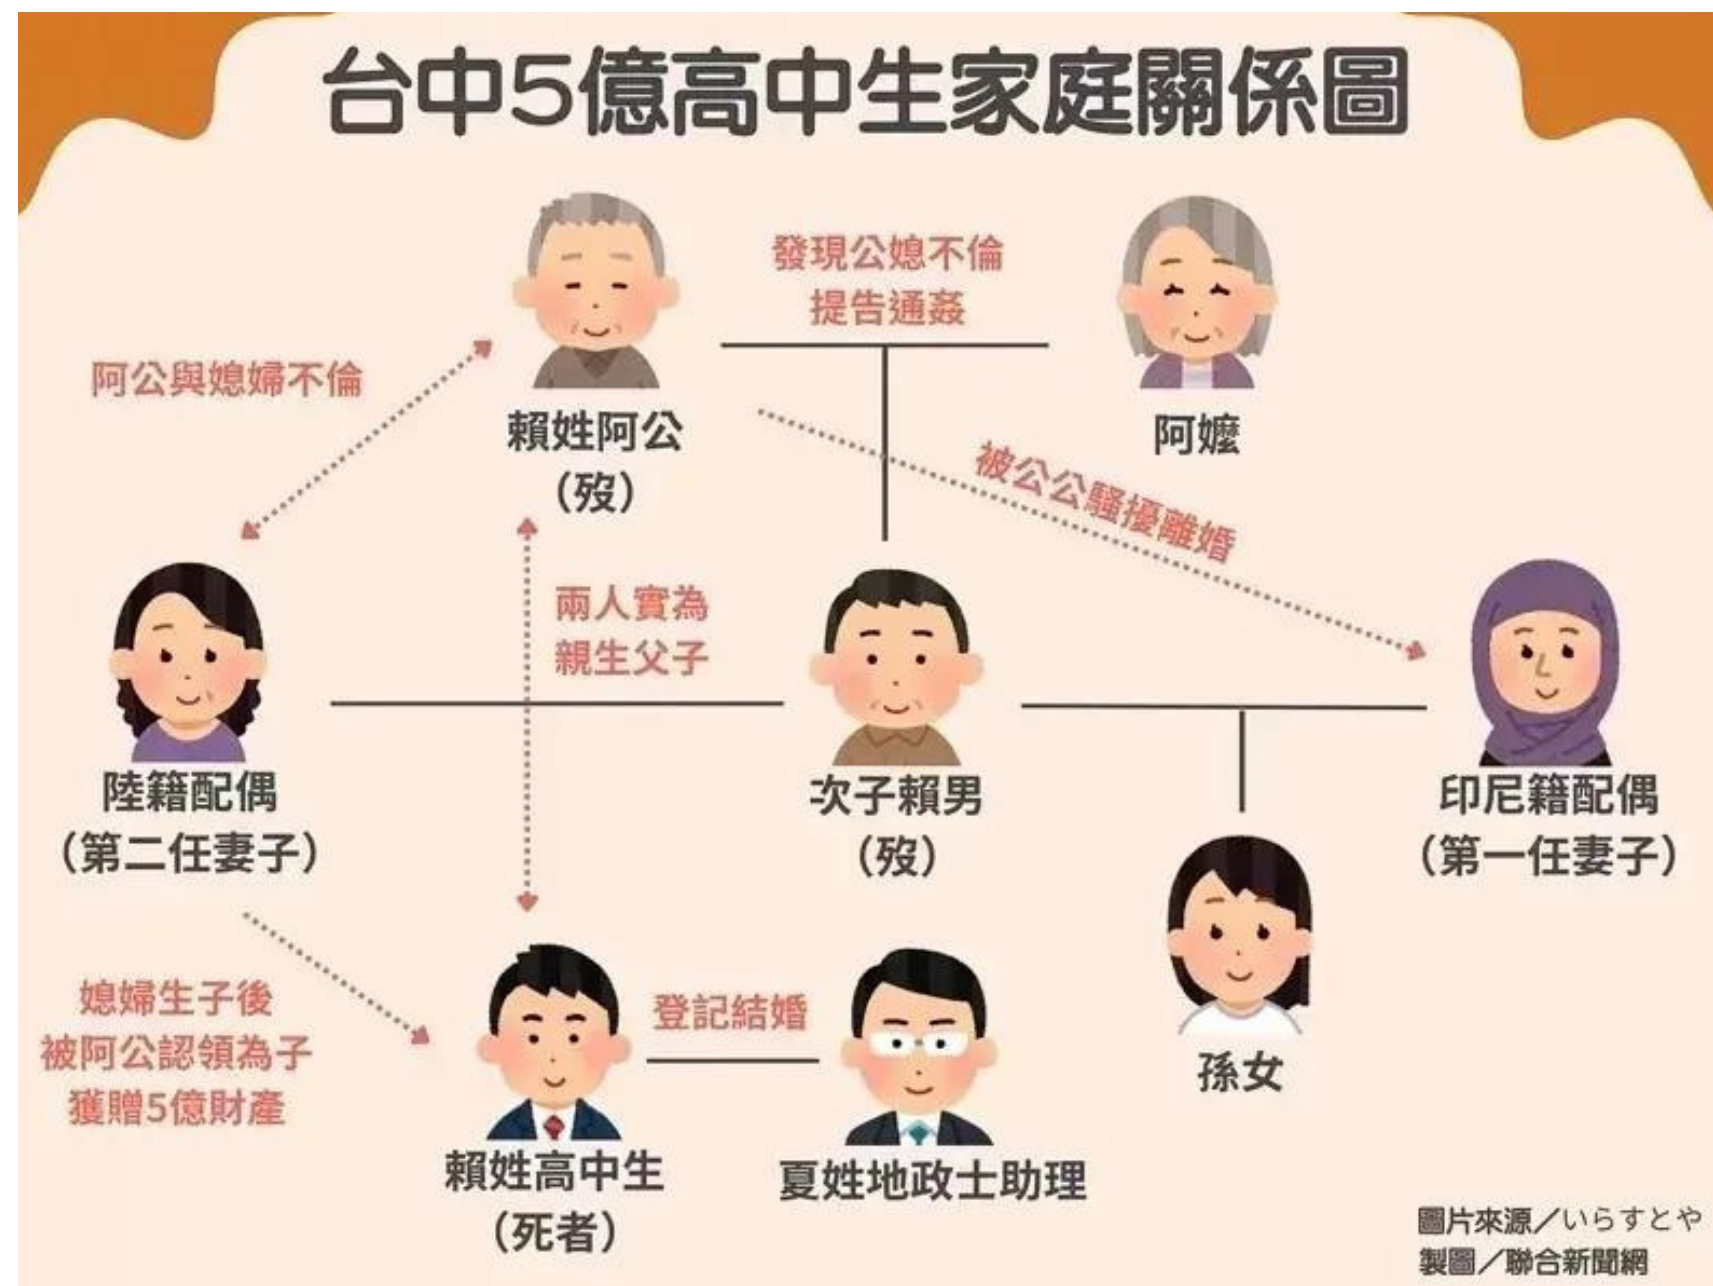 台中5億高中生家庭關係圖
發現公媳不倫
提告通姦
阿公與媳婦不倫
賴姓阿公
（歿）
阿嬤
被公公騷擾離婚
兩人實為
親生父子
陸籍配偶
（第二任妻子）
次子賴男
（歿）
印尼籍配偶
（第一任妻子）
媳婦生子後
被阿公認領為子
獲贈5億財產
登記結婚
孫女
賴姓高中生
（死者）
夏姓地政士助理
圖片來源／いらすとや
製圖／聯合新聞網